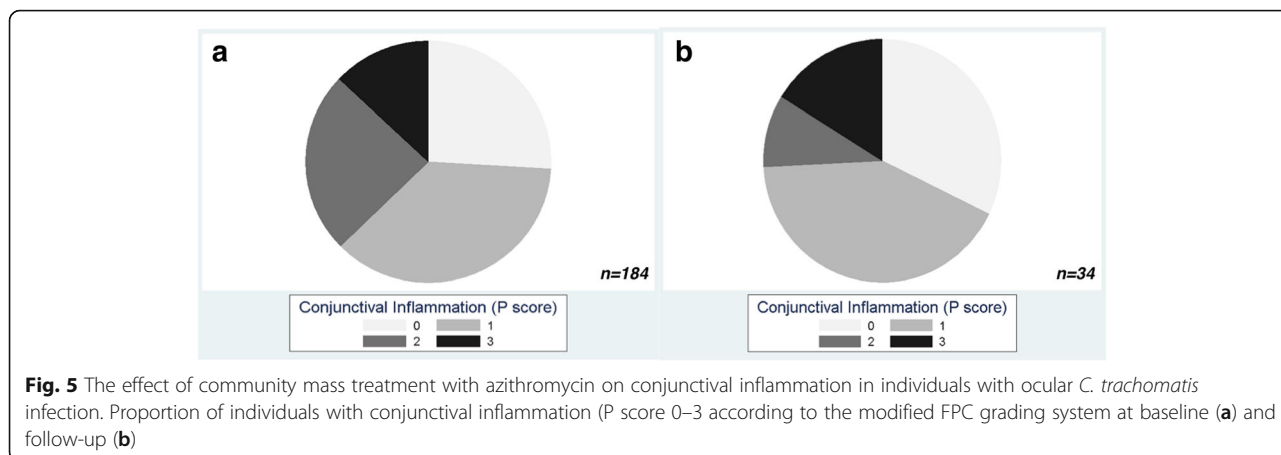 a
n=184
Conjunctival Inflammation (P score)
0 1
2 3
b
n=34
Conjunctival Inflammation (P score)
0 1
2 3
Fig. 5 The effect of community mass treatment with azithromycin on conjunctival inflammation in individuals with ocular C. trachomatis
infection. Proportion of individuals with conjunctival inflammation (P score 0–3 according to the modified FPC grading system at baseline (a) and
follow-up (b)